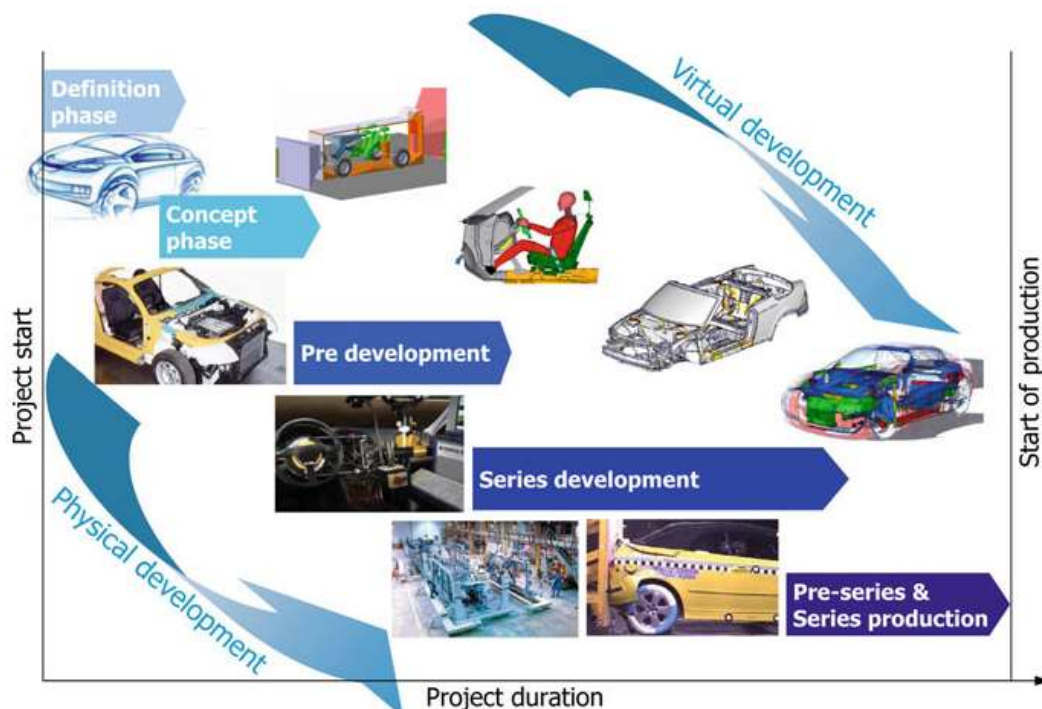 Definition
phase
Virtual development
Concept
phase
Project start
Pre development
Start of production
Series development
Physical development
Pre-series &
Series production
Project duration